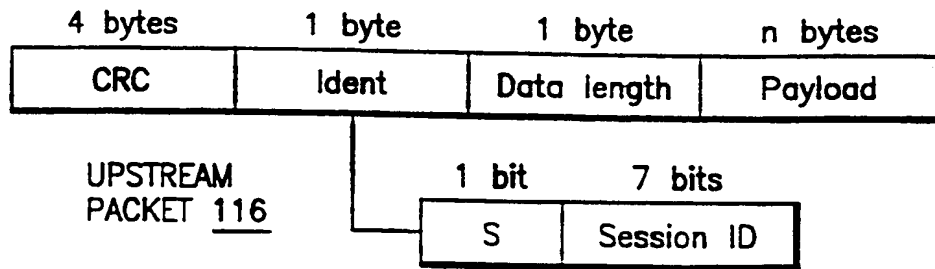 4 bytes 1 byte 1 byte n bytes
CRC Ident Data length Payload
UPSTREAM
PACKET 116
1 bit 7 bits
S Session ID